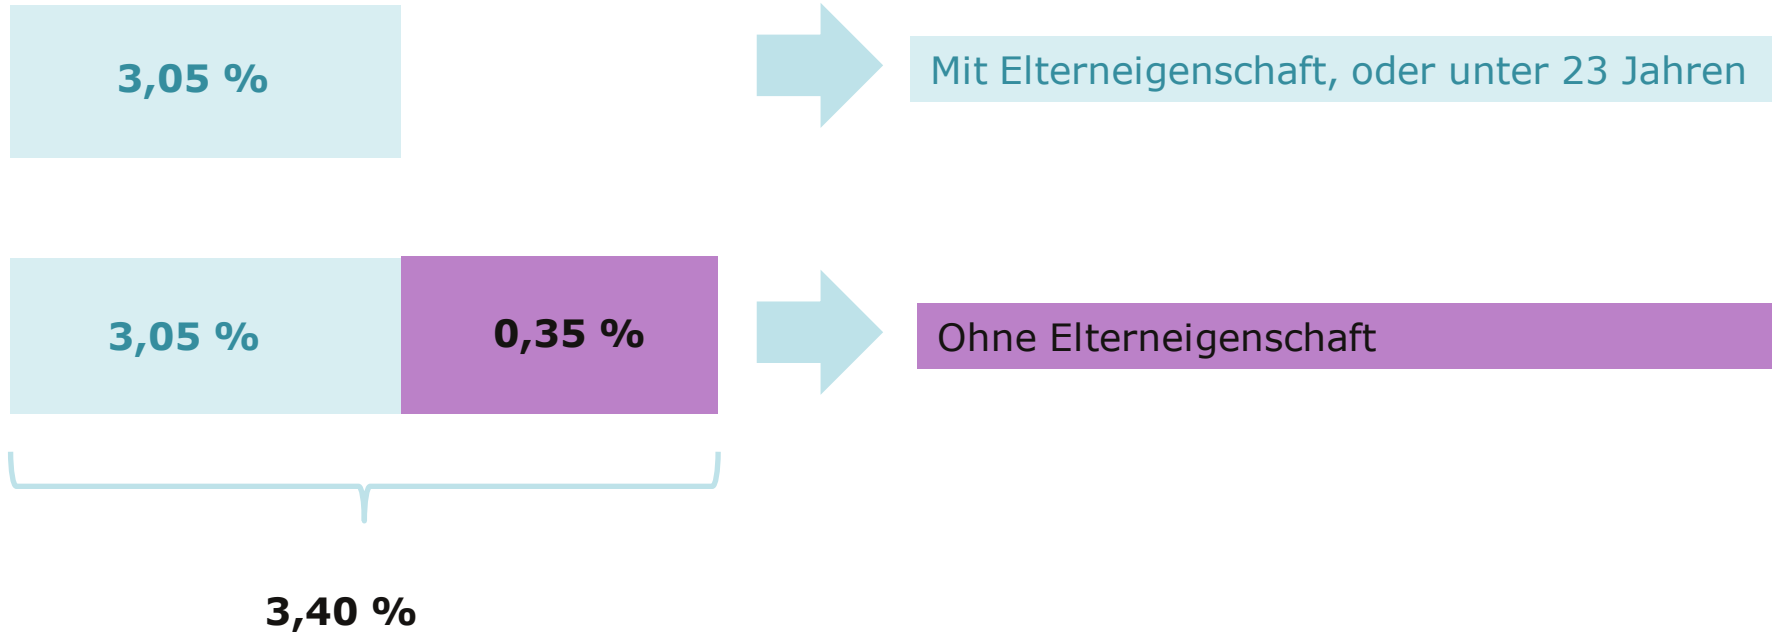 3,05 %
Mit Elterneigenschaft, oder unter 23 Jahren
3,05 %
0,35 %
Ohne Elterneigenschaft
3,40 %